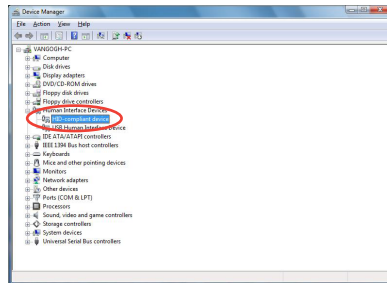 Device Manager
File Action View Help
VANGOGH-PC
Computer
Disk drives
Display adapters
DVD/CD-ROM drives
Floppy disk drives
Floppy drive controllers
Human Interface Devices
HID-compliant device
USB Human Interface Device
IDE ATA/ATAPI controllers
IEEE 1394 Bus host controllers
Keyboards
Mice and other pointing devices
Monitors
Network adapters
Other devices
Ports (COM & LPT)
Processors
Sound, video and game controllers
Storage controllers
System devices
Universal Serial Bus controllers